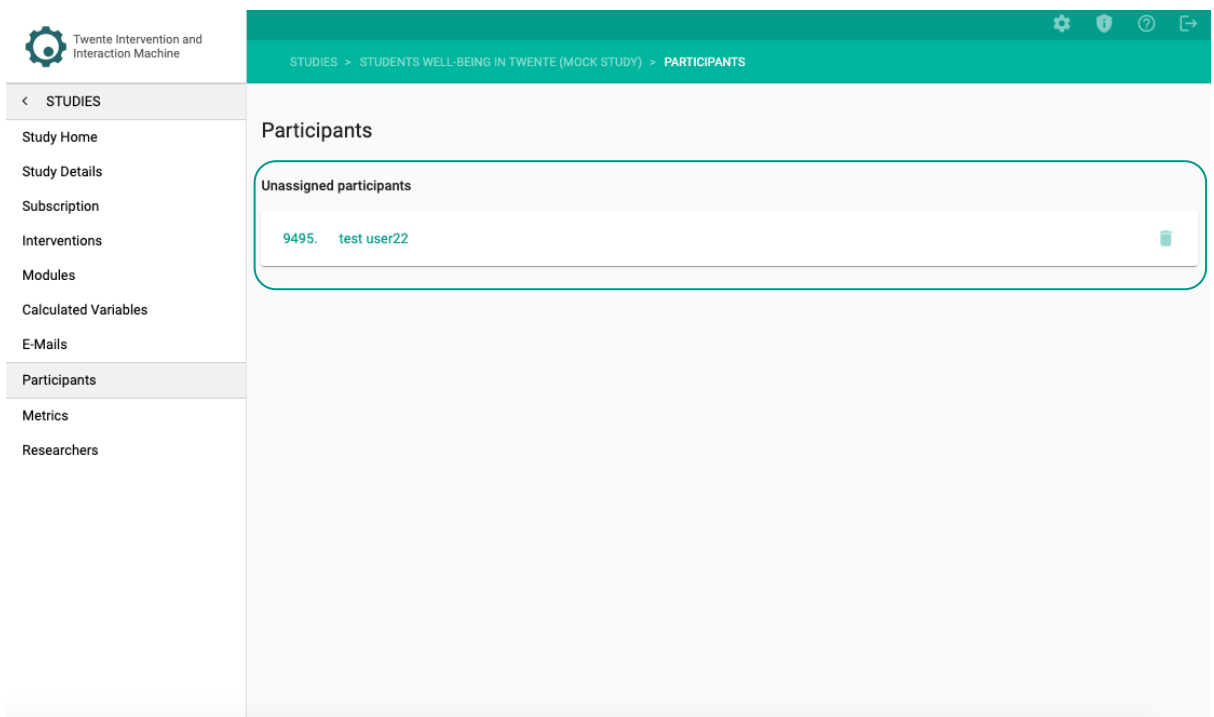 Twente Intervention and
Interaction Machine
STUDIES > STUDENTS WELL-BEING IN TWENTE (MOCK STUDY) > PARTICIPANTS
< STUDIES
Study Home
Study Details
Subscription
Interventions
Modules
Calculated Variables
E-Mails
Participants
Metrics
Researchers
Participants
Unassigned participants
9495. test user22